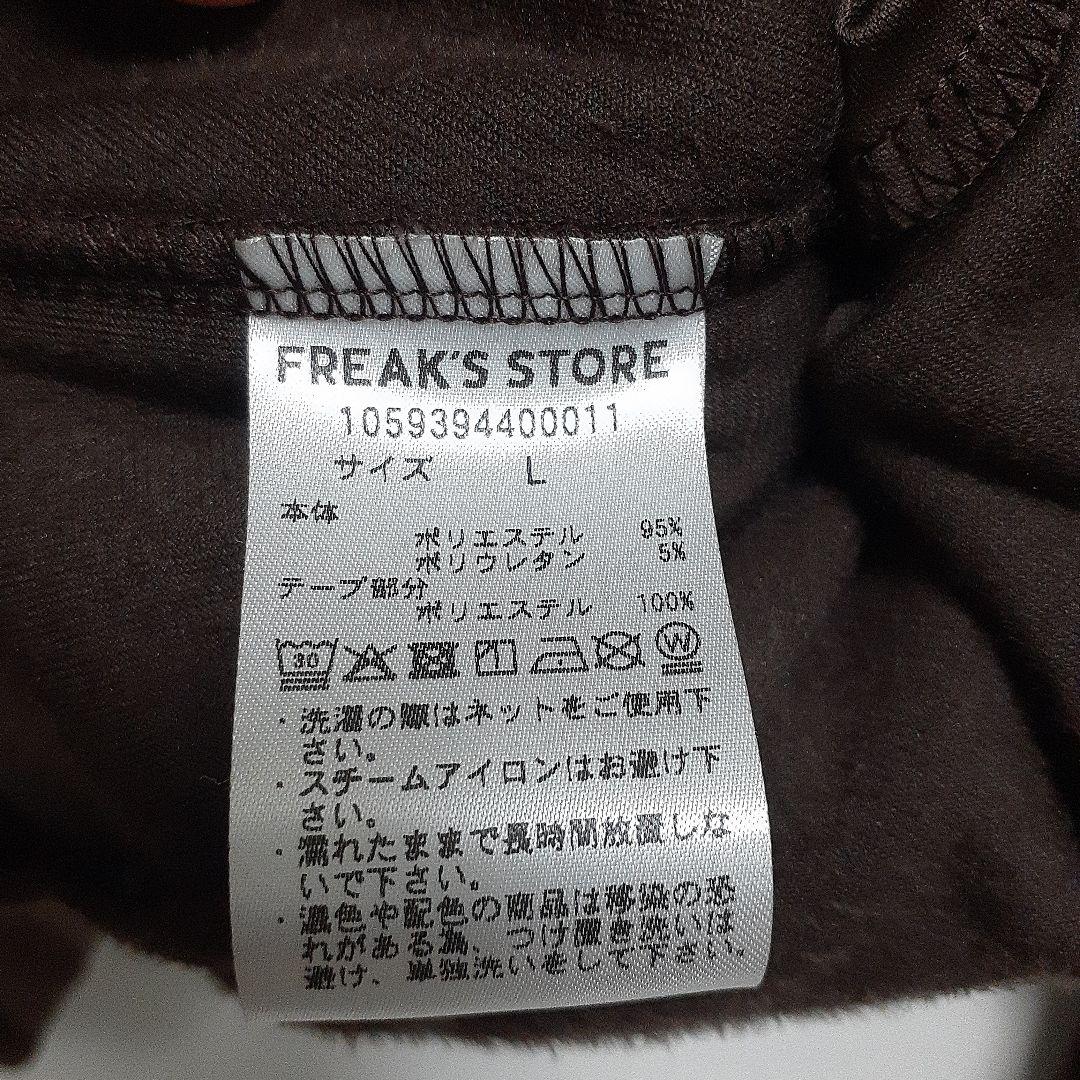 FREAK'S STORE
1059394400011
サイズ L
本体
ポリエステル 95%
ポリウレタン 5%
テープ部分
ポリエステル 100%
30 W
・洗濯の際はネットをご使用下
さい。
・スチームアイロンはお避け下
さい。
・濡れたままで長時間放置しな
いで下さい。
・濃色や配色の商品は移染の恐
れがある為、つけ置き洗いは
避け、単独洗いをして下さい。